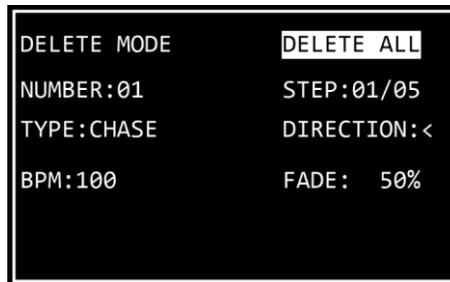 DELETE MODE DELETE ALL
NUMBER:01 STEP:01/05
TYPE:CHASE DIRECTION:<
BPM:100 FADE: 50%